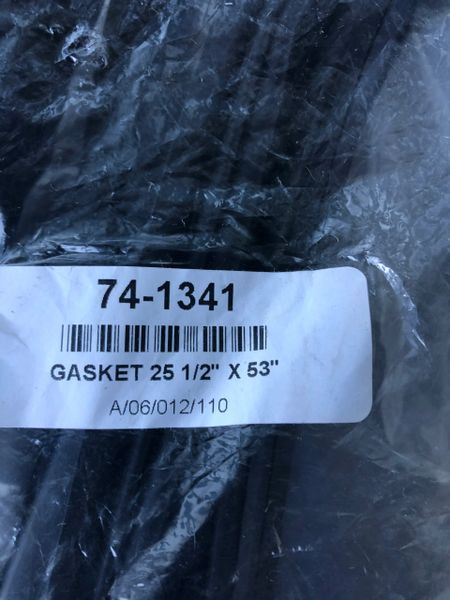 74-1341
GASKET 25 1/2" X 53"
A/06/012/110